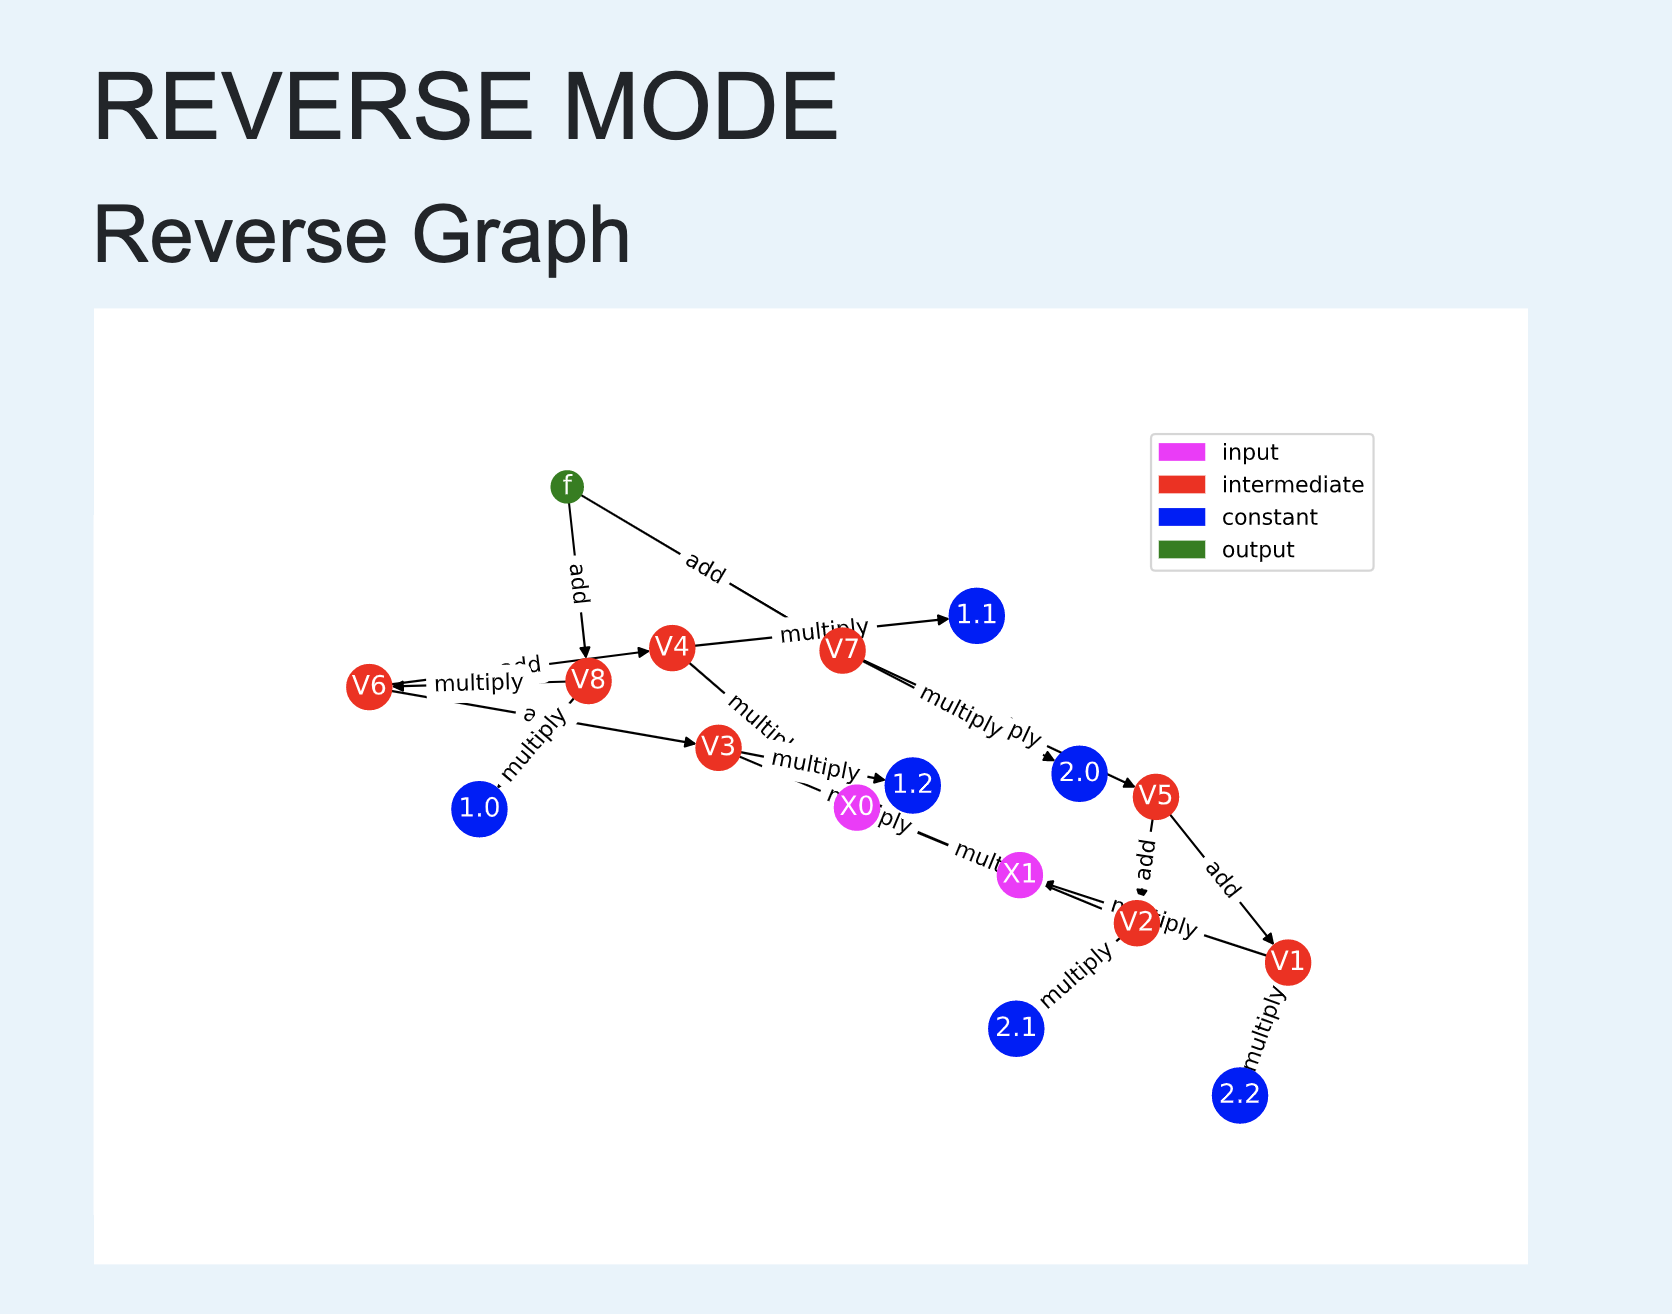 REVERSE MODE
Reverse Graph
input
intermediate
constant
output
f
add
add
1.1
multiply
V4
V7
add
V6
multiply
V8
multiply
multiply
V3
multiply
1.2
2.0
V5
1.0
multiply
X0
add
add
X1
V2
V1
multiply
multiply
2.1
2.2